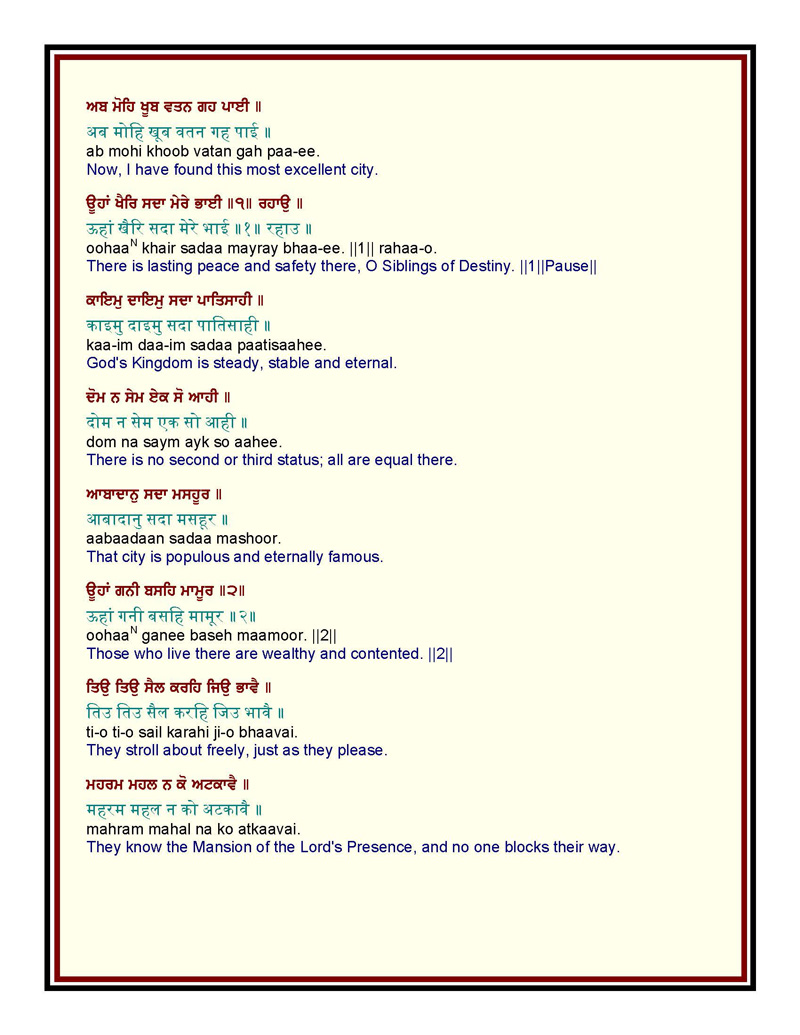 ਅਬ ਮੋਹਿ ਖੂਬ ਵਤਨ ਗਹ ਪਾਈ ॥
अब मोहि खूब वतन गह पाई ॥
ab mohi khoob vatan gah paa-ee.
Now, I have found this most excellent city.
ਊਹਾਂ ਖੈਰਿ ਸਦਾ ਮੇਰੇ ਭਾਈ ॥੧॥ ਰਹਾਉ ॥
ऊहां खैरि सदा मेरे भाई ॥१॥ रहाउ ॥
oohaaN khair sadaa mayray bhaa-ee. ||1|| rahaa-o.
There is lasting peace and safety there, O Siblings of Destiny. ||1||Pause||
ਕਾਇਮੁ ਦਾਇਮੁ ਸਦਾ ਪਾਤਿਸਾਹੀ ॥
काइमु दाइमु सदा पातिसाही ॥
kaa-im daa-im sadaa paatisaahee.
God's Kingdom is steady, stable and eternal.
ਦੋਮ ਨ ਸੇਮ ਏਕ ਸੋ ਆਹੀ ॥
दोम न सेम एक सो आही ॥
dom na saym ayk so aahee.
There is no second or third status; all are equal there.
ਆਬਾਦਾਨੁ ਸਦਾ ਮਸਹੂਰ ॥
आबादानु सदा मसहूर ॥
aabaadaan sadaa mashoor.
That city is populous and eternally famous.
ਊਹਾਂ ਗਨੀ ਬਸਹਿ ਮਾਮੂਰ ॥੨॥
ऊहां गनी बसहि मामूर ॥२॥
oohaaN ganee baseh maamoor. ||2||
Those who live there are wealthy and contented. ||2||
ਤਿਉ ਤਿਉ ਸੈਲ ਕਰਹਿ ਜਿਉ ਭਾਵੈ ॥
तिउ तिउ सैल करहि जिउ भावै ॥
ti-o ti-o sail karahi ji-o bhaavai.
They stroll about freely, just as they please.
ਮਹਰਮ ਮਹਲ ਨ ਕੋ ਅਟਕਾਵੈ ॥
महरम महल न को अटकावै ॥
mahram mahal na ko atkaavai.
They know the Mansion of the Lord's Presence, and no one blocks their way.